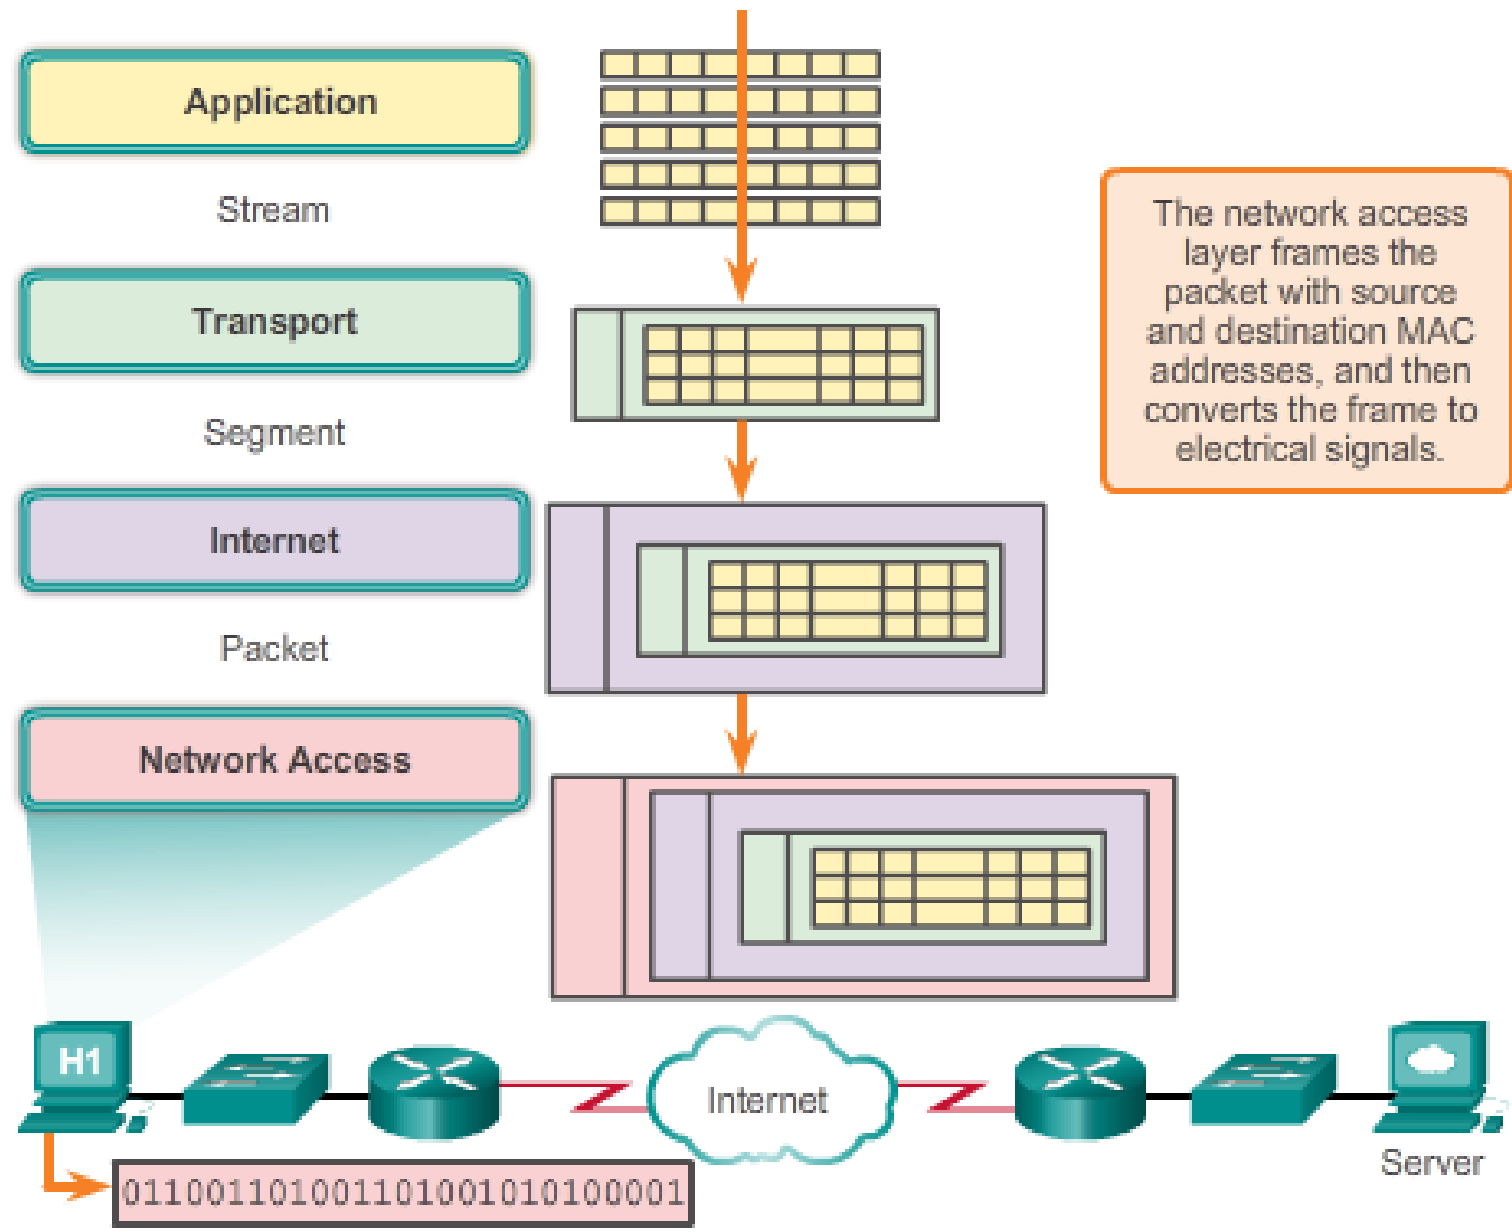 Application
Stream
Transport
Segment
Internet
Packet
Network Access
The network access
layer frames the
packet with source
and destination MAC
addresses, and then
converts the frame to
electrical signals.
H1
Internet
Server
011001101001101001010100001